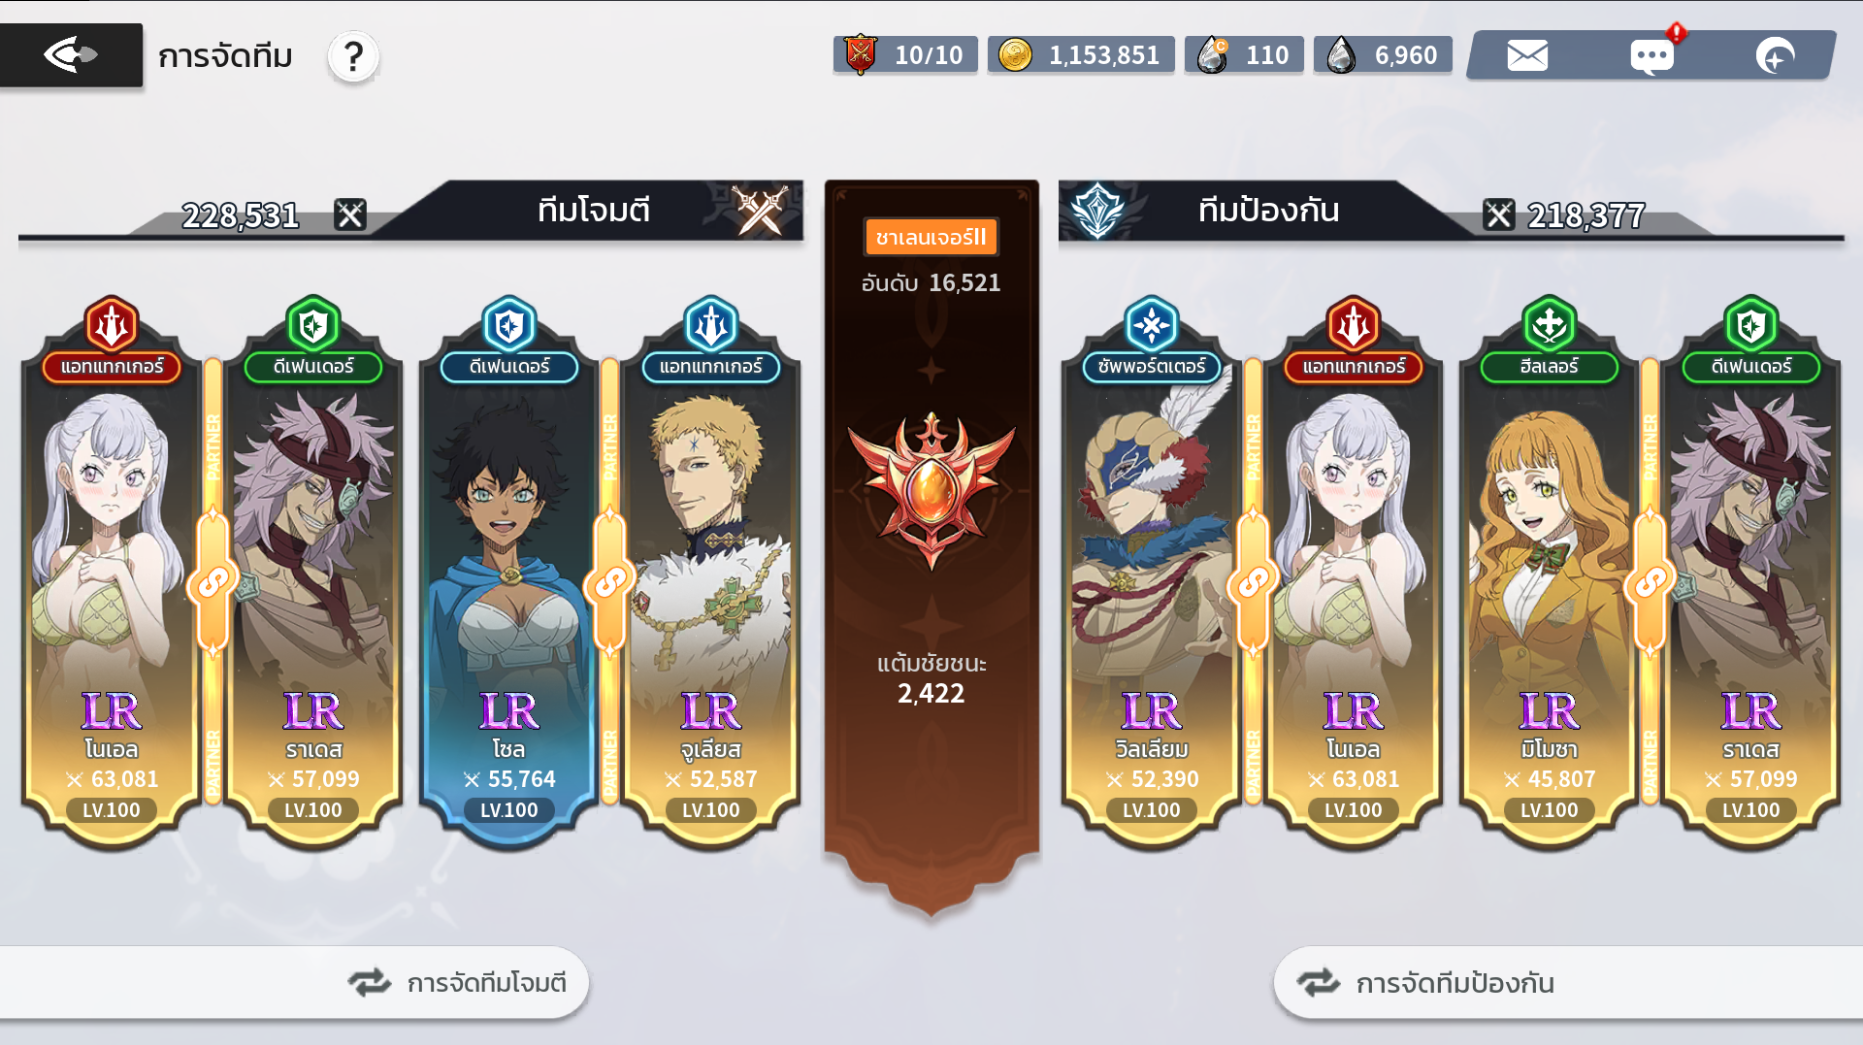 การจัดทีม
?
10/10
1,153,851
110
6,960
228,531
ทีมโจมตี
ชาเลนเจอร์II
อันดับ 16,521
แต้มชัยชนะ
2,422
ทีมป้องกัน
218,377
แอทแทกเกอร์
PARTNER
LR
โนเอล
63,081
LV.100
PARTNER
ดีเฟนเดอร์
LR
ราเดส
57,099
LV.100
ดีเฟนเดอร์
PARTNER
LR
โซล
55,764
LV.100
PARTNER
แอทแทกเกอร์
LR
จูเลียส
52,587
LV.100
ซัพพอร์ตเตอร์
PARTNER
LR
วิลเลียม
52,390
LV.100
PARTNER
แอทแทกเกอร์
LR
โนเอล
63,081
LV.100
ฮีลเลอร์
PARTNER
LR
มิโมซา
45,807
LV.100
PARTNER
ดีเฟนเดอร์
LR
ราเดส
57,099
LV.100
การจัดทีมโจมตี
การจัดทีมป้องกัน